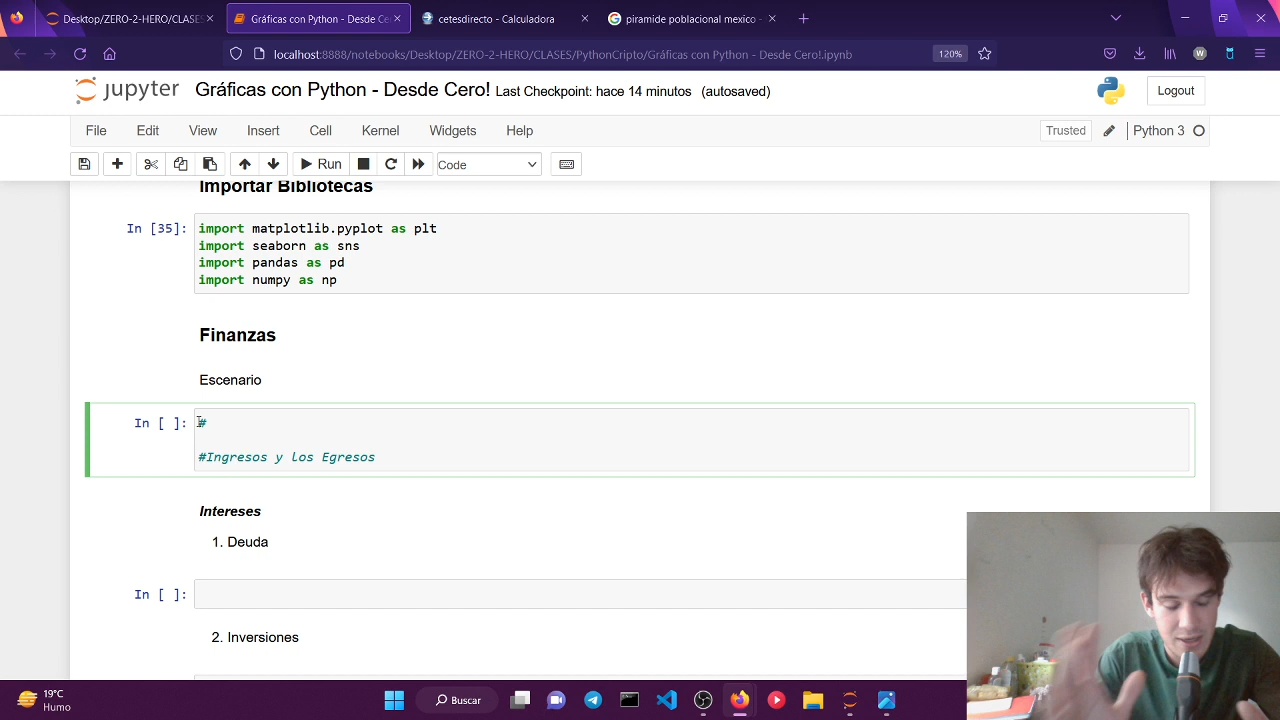 Desktop/ZERO-2-HERO/CLASES
Gráficas con Python - Desde Ce
cetesdirecto - Calculadora
piramide poblacional mexico -
localhost:8888/notebooks/Desktop/ZERO-2-HERO/CLASES/PythonCripto/Gráficas con Python - Desde Cero!.ipynb
120%
W
jupyter
Gráficas con Python - Desde Cero! Last Checkpoint: hace 14 minutos (autosaved)
Logout
File Edit View Insert Cell Kernel Widgets Help
Trusted
Python 3
Run
Code
Importar Bibliotecas
In [35]:
import matplotlib.pyplot as plt
import seaborn as sns
import pandas as pd
import numpy as np
Finanzas
Escenario
In [ ]:
#
#Ingresos y los Egresos
Intereses
1. Deuda
In [ ]:
2. Inversiones
19°C
Humo
Buscar